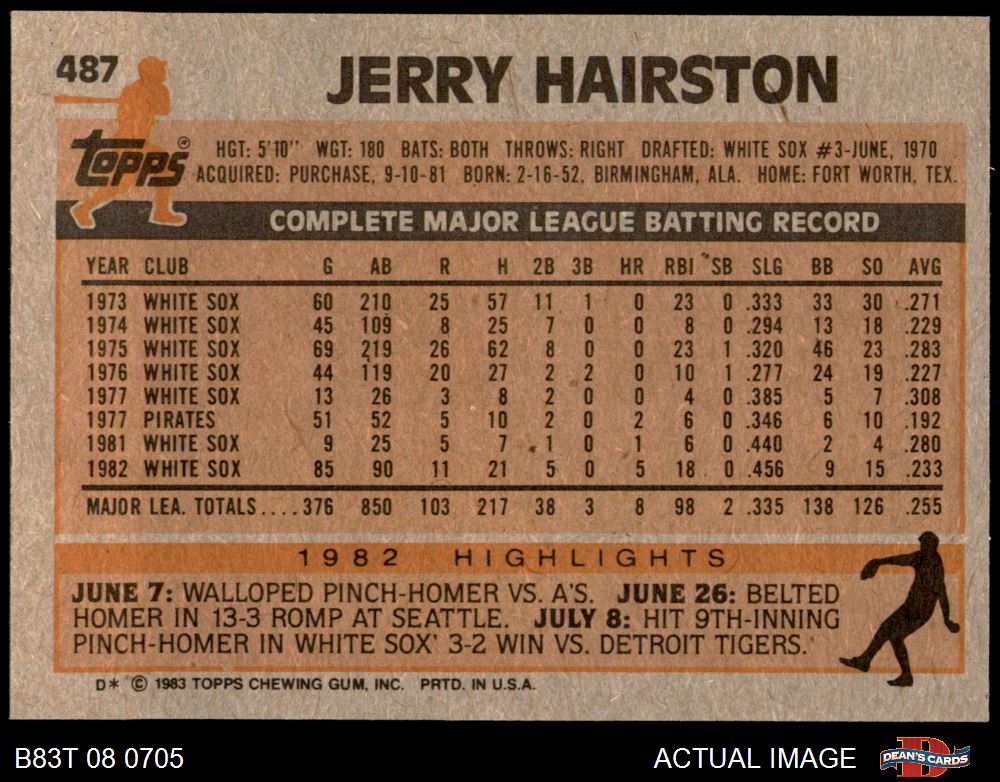 487
JERRY HAIRSTON
Topps®
HGT: 5'10" WGT: 180 BATS: BOTH THROWS: RIGHT DRAFTED: WHITE SOX #3-JUNE, 1970
ACQUIRED: PURCHASE, 9-10-81 BORN: 2-16-52, BIRMINGHAM, ALA. HOME: FORT WORTH, TEX.
COMPLETE MAJOR LEAGUE BATTING RECORD
YEAR CLUB G AB R H 2B 3B HR RBI SB SLG BB SO AVG
1973 WHITE SOX 60 210 25 57 11 1 0 23 0 .333 33 30 .271
1974 WHITE SOX 45 109 8 25 7 0 0 8 0 .294 13 18 .229
1975 WHITE SOX 69 219 26 62 8 0 0 23 1 .320 46 23 .283
1976 WHITE SOX 44 119 20 27 2 2 0 10 1 .277 24 19 .227
1977 WHITE SOX 13 26 3 8 2 0 0 4 0 .385 5 7 .308
1977 PIRATES 51 52 5 10 2 0 2 6 0 .346 6 10 .192
1981 WHITE SOX 9 25 5 7 1 0 1 6 0 .440 2 4 .280
1982 WHITE SOX 85 90 11 21 5 0 5 18 0 .456 9 15 .233
MAJOR LEA. TOTALS....376 850 103 217 38 3 8 98 2 .335 138 126 .255
1982 HIGHLIGHTS
JUNE 7: WALLOPED PINCH-HOMER VS. A'S. JUNE 26: BELTED
HOMER IN 13-3 ROMP AT SEATTLE. JULY 8: HIT 9TH-INNING
PINCH-HOMER IN WHITE SOX' 3-2 WIN VS. DETROIT TIGERS.
D* © 1983 TOPPS CHEWING GUM, INC. PRTD. IN U.S.A.
B83T 08 0705
ACTUAL IMAGE
DEAN'S CARDS